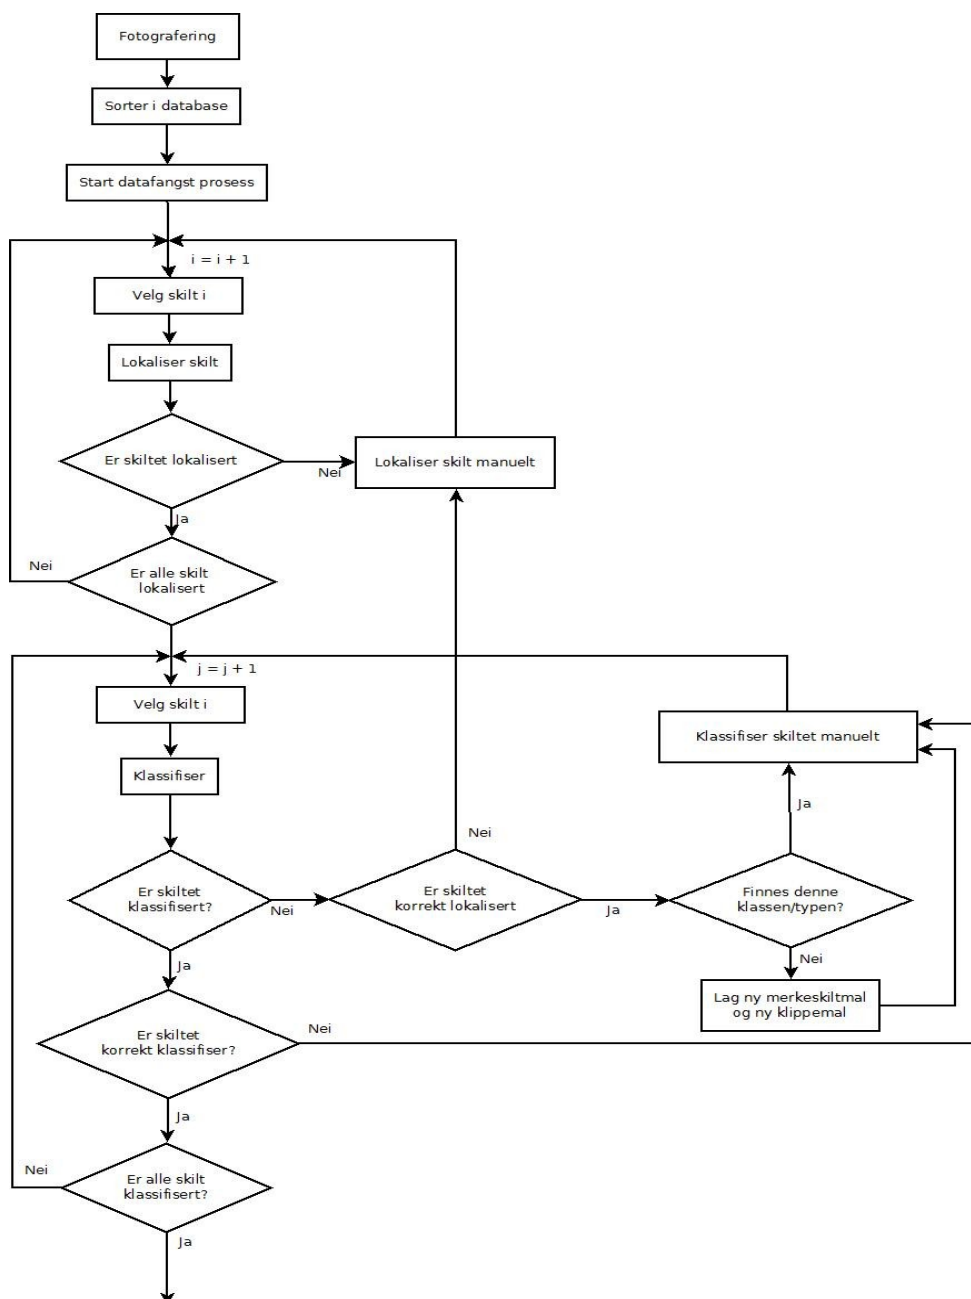 Fotografering
Sorter i database
Start datafangst prosess
i = i + 1
Velg skilt i
Lokaliser skilt
Er skiltet lokalisert
Nei
Lokaliser skilt manuelt
Ja
Nei
Er alle skilt
lokalisert
j = j + 1
Velg skilt i
Klassifiser skiltet manuelt
Klassifiser
Ja
Nei
Er skiltet
klassifisert?
Nei
Er skiltet
korrekt lokalisert
Ja
Finnes denne
klassen/typen?
Ja
Nei
Lag ny merkeskiltmal
og ny klippemal
Er skiltet
korrekt klassifiser?
Nei
Ja
Nei
Er alle skilt
klassifisert?
Ja